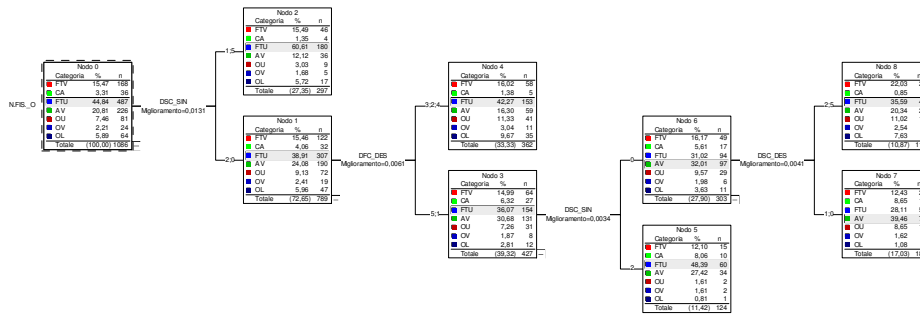 N.FIS._O
Nodo 0
Categoria % n
FTV 15,47 168
CA 3,31 36
FTU 44,84 487
AV 20,81 226
OU 7,46 81
OV 2,21 24
OL 5,89 64
Totale (100,00) 1086
DSC_SIN
Miglioramento=0,0131
1;5
Nodo 2
Categoria % n
FTV 15,49 46
CA 1,35 4
FTU 60,61 180
AV 12,12 36
OU 3,03 9
OV 1,68 5
OL 5,72 17
Totale (27,35) 297
2;0
Nodo 1
Categoria % n
FTV 15,46 122
CA 4,06 32
FTU 38,91 307
AV 24,08 190
OU 9,13 72
OV 2,41 19
OL 5,96 47
Totale (72,65) 789
DFC_DES
Miglioramento=0,0061
3;2;4
Nodo 4
Categoria % n
FTV 16,02 58
CA 1,38 5
FTU 42,27 153
AV 16,30 59
OU 11,33 41
OV 3,04 11
OL 9,67 35
Totale (33,33) 362
5;1
Nodo 3
Categoria % n
FTV 14,99 64
CA 6,32 27
FTU 36,07 154
AV 30,68 131
OU 7,26 31
OV 1,87 8
OL 2,81 12
Totale (39,32) 427
DSC_SIN
Miglioramento=0,0034
0
Nodo 6
Categoria % n
FTV 16,17 49
CA 5,61 17
FTU 31,02 94
AV 32,01 97
OU 9,57 29
OV 1,98 6
OL 3,63 11
Totale (27,90) 303
2
Nodo 5
Categoria % n
FTV 12,10 15
CA 8,06 10
FTU 48,39 60
AV 27,42 34
OU 1,61 2
OV 1,61 2
OL 0,81 1
Totale (11,42) 124
DSC_DES
Miglioramento=0,0041
2;5
Nodo 8
Categoria %
FTV 22,03
CA 0,85
FTU 35,59
AV 20,34
OU 11,02
OV 2,54
OL 7,63
Totale (10,87)
1;0
Nodo 7
Categoria %
FTV 12,43
CA 8,65
FTU 28,11
AV 39,46
OU 8,65
OV 1,62
OL 1,08
Totale (17,03)